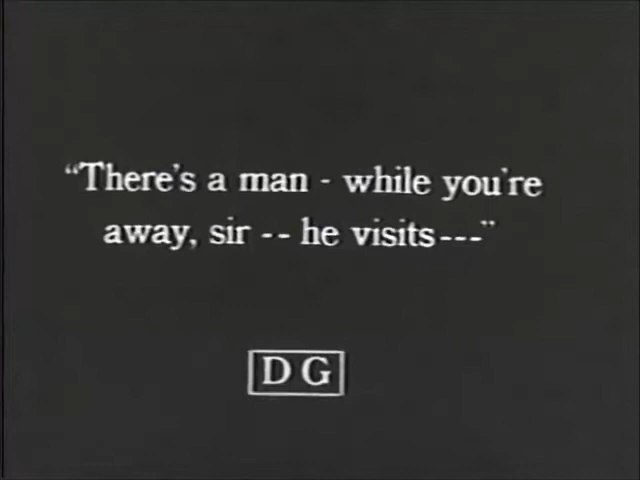 “There's a man - while you're
away, sir -- he visits---”
DG